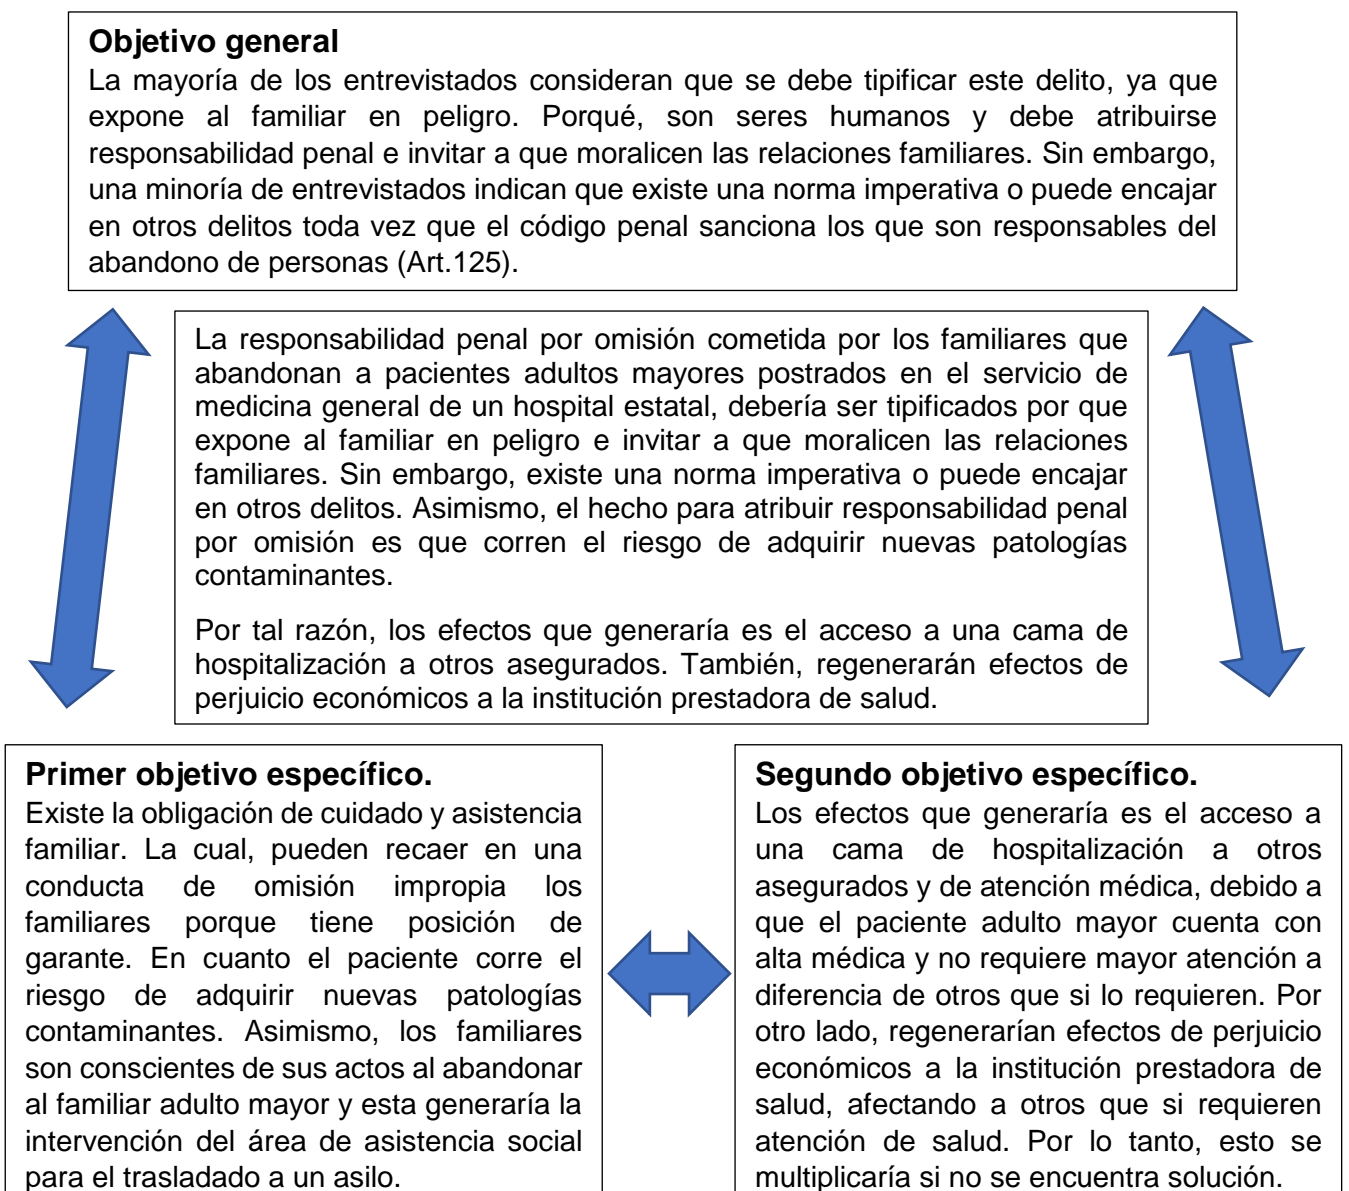 Objetivo general
La mayoría de los entrevistados consideran que se debe tipificar este delito, ya que
expone al familiar en peligro. Porqué, son seres humanos y debe atribuirse
responsabilidad penal e invitar a que moralicen las relaciones familiares. Sin embargo,
una minoría de entrevistados indican que existe una norma imperativa o puede encajar
en otros delitos toda vez que el código penal sanciona los que son responsables del
abandono de personas (Art.125).
La responsabilidad penal por omisión cometida por los familiares que
abandonan a pacientes adultos mayores postrados en el servicio de
medicina general de un hospital estatal, debería ser tipificados por que
expone al familiar en peligro e invitar a que moralicen las relaciones
familiares. Sin embargo, existe una norma imperativa o puede encajar
en otros delitos. Asimismo, el hecho para atribuir responsabilidad penal
por omisión es que corren el riesgo de adquirir nuevas patologías
contaminantes.
Por tal razón, los efectos que generaría es el acceso a una cama de
hospitalización a otros asegurados. También, regenerarán efectos de
perjuicio económicos a la institución prestadora de salud.
Primer objetivo específico.
Existe la obligación de cuidado y asistencia
familiar. La cual, pueden recaer en una
conducta de omisión impropia los
familiares porque tiene posición de
garante. En cuanto el paciente corre el
riesgo de adquirir nuevas patologías
contaminantes. Asimismo, los familiares
son conscientes de sus actos al abandonar
al familiar adulto mayor y esta generaría la
intervención del área de asistencia social
para el trasladado a un asilo.
Segundo objetivo específico.
Los efectos que generaría es el acceso a
una cama de hospitalización a otros
asegurados y de atención médica, debido a
que el paciente adulto mayor cuenta con
alta médica y no requiere mayor atención a
diferencia de otros que si lo requieren. Por
otro lado, regenerarían efectos de perjuicio
económicos a la institución prestadora de
salud, afectando a otros que si requieren
atención de salud. Por lo tanto, esto se
multiplicaría si no se encuentra solución.